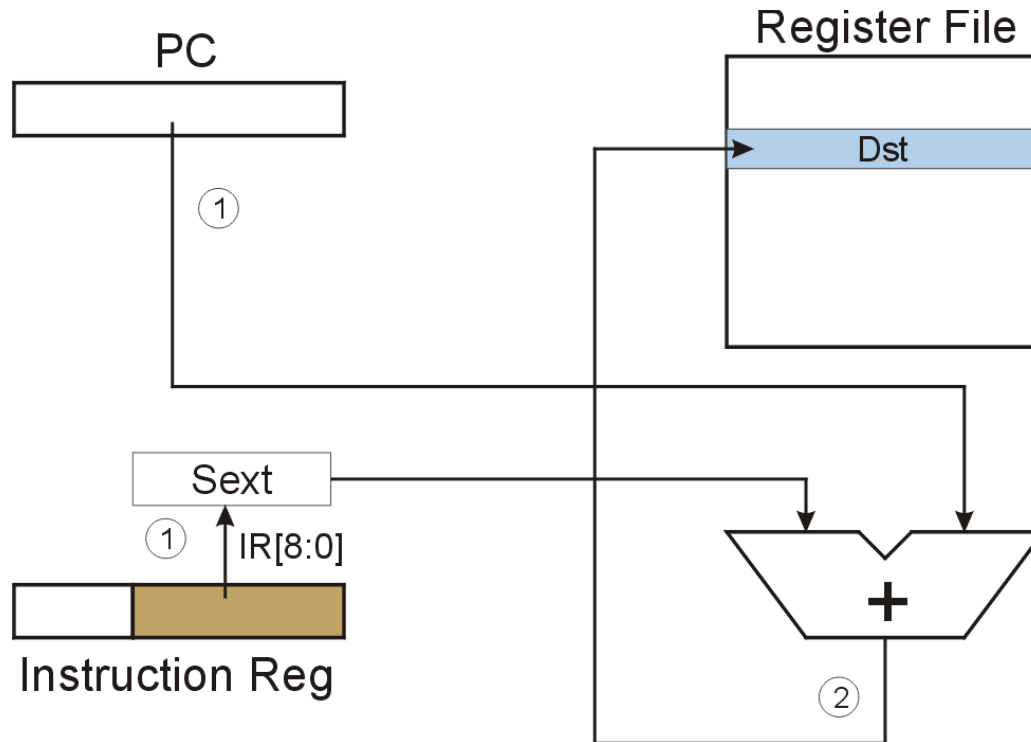 Register File
PC
Dst
1
Sext
1
IR[8:0]
+
Instruction Reg
2